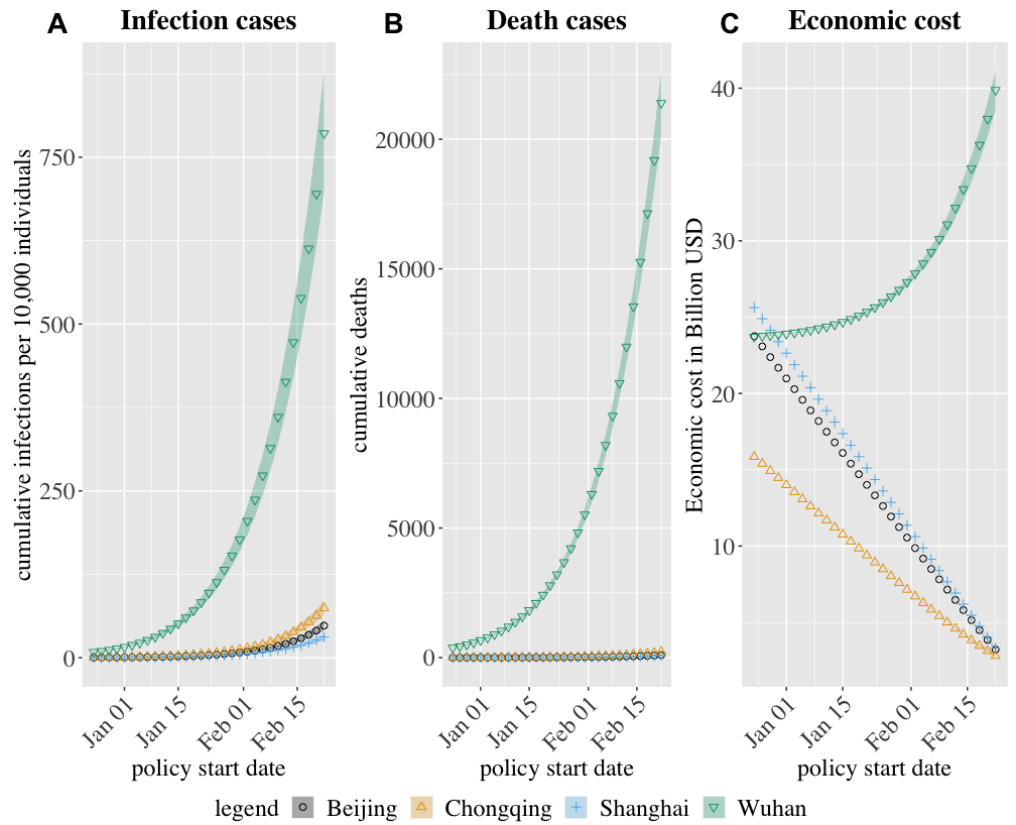 A Infection cases
B Death cases
C Economic cost
cumulative infections per 10,000 individuals
750
500
250
0
Jan 01
Jan 15
Feb 01
Feb 15
policy start date
cumulative deaths
20000
15000
10000
5000
0
Jan 01
Jan 15
Feb 01
Feb 15
policy start date
Economic cost in Billion USD
40
30
20
10
Jan 01
Jan 15
Feb 01
Feb 15
policy start date
legend Beijing Chongqing Shanghai Wuhan